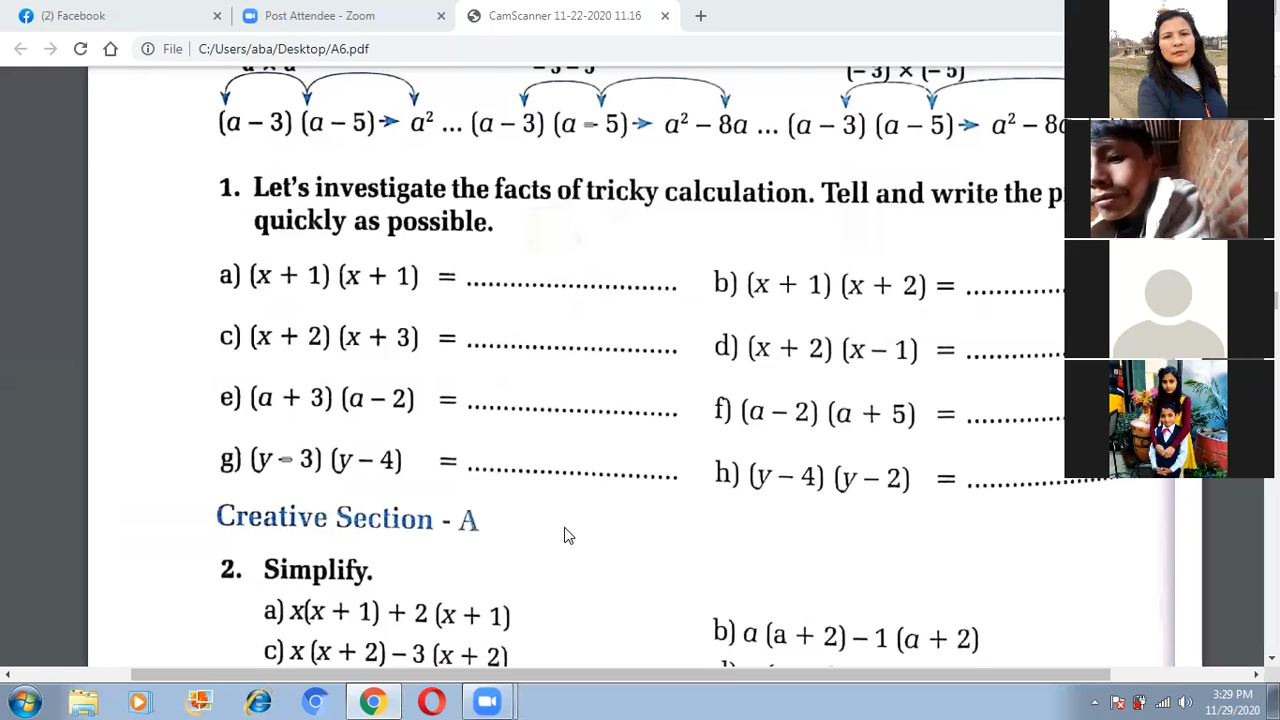 (2) Facebook
Post Attendee - Zoom
CamScanner 11-22-2020 11.16
File C:/Users/aba/Desktop/A6.pdf
(– 3) × (– 5)
(a – 3) (a – 5) a² ... (a – 3) (a – 5) a² – 8a ... (a – 3) (a – 5) a² – 8a
1. Let's investigate the facts of tricky calculation. Tell and write the
quickly as possible.
a) (x + 1) (x + 1) = ........................................ b) (x + 1) (x + 2) = ..................
c) (x + 2) (x + 3) = ........................................ d) (x + 2) (x – 1) = ..................
e) (a + 3) (a – 2) = ........................................ f) (a – 2) (a + 5) = ..................
g) (y – 3) (y – 4) = ........................................ h) (y – 4) (y – 2) = ..........................
Creative Section - A
2. Simplify.
a) x(x + 1) + 2 (x + 1)
b) a (a + 2) – 1 (a + 2)
c) x (x + 2) – 3 (x + 2)
3:29 PM
11/29/2020